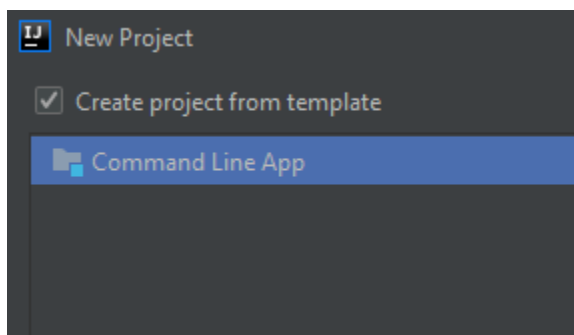 IJ
New Project
Create project from template
Command Line App